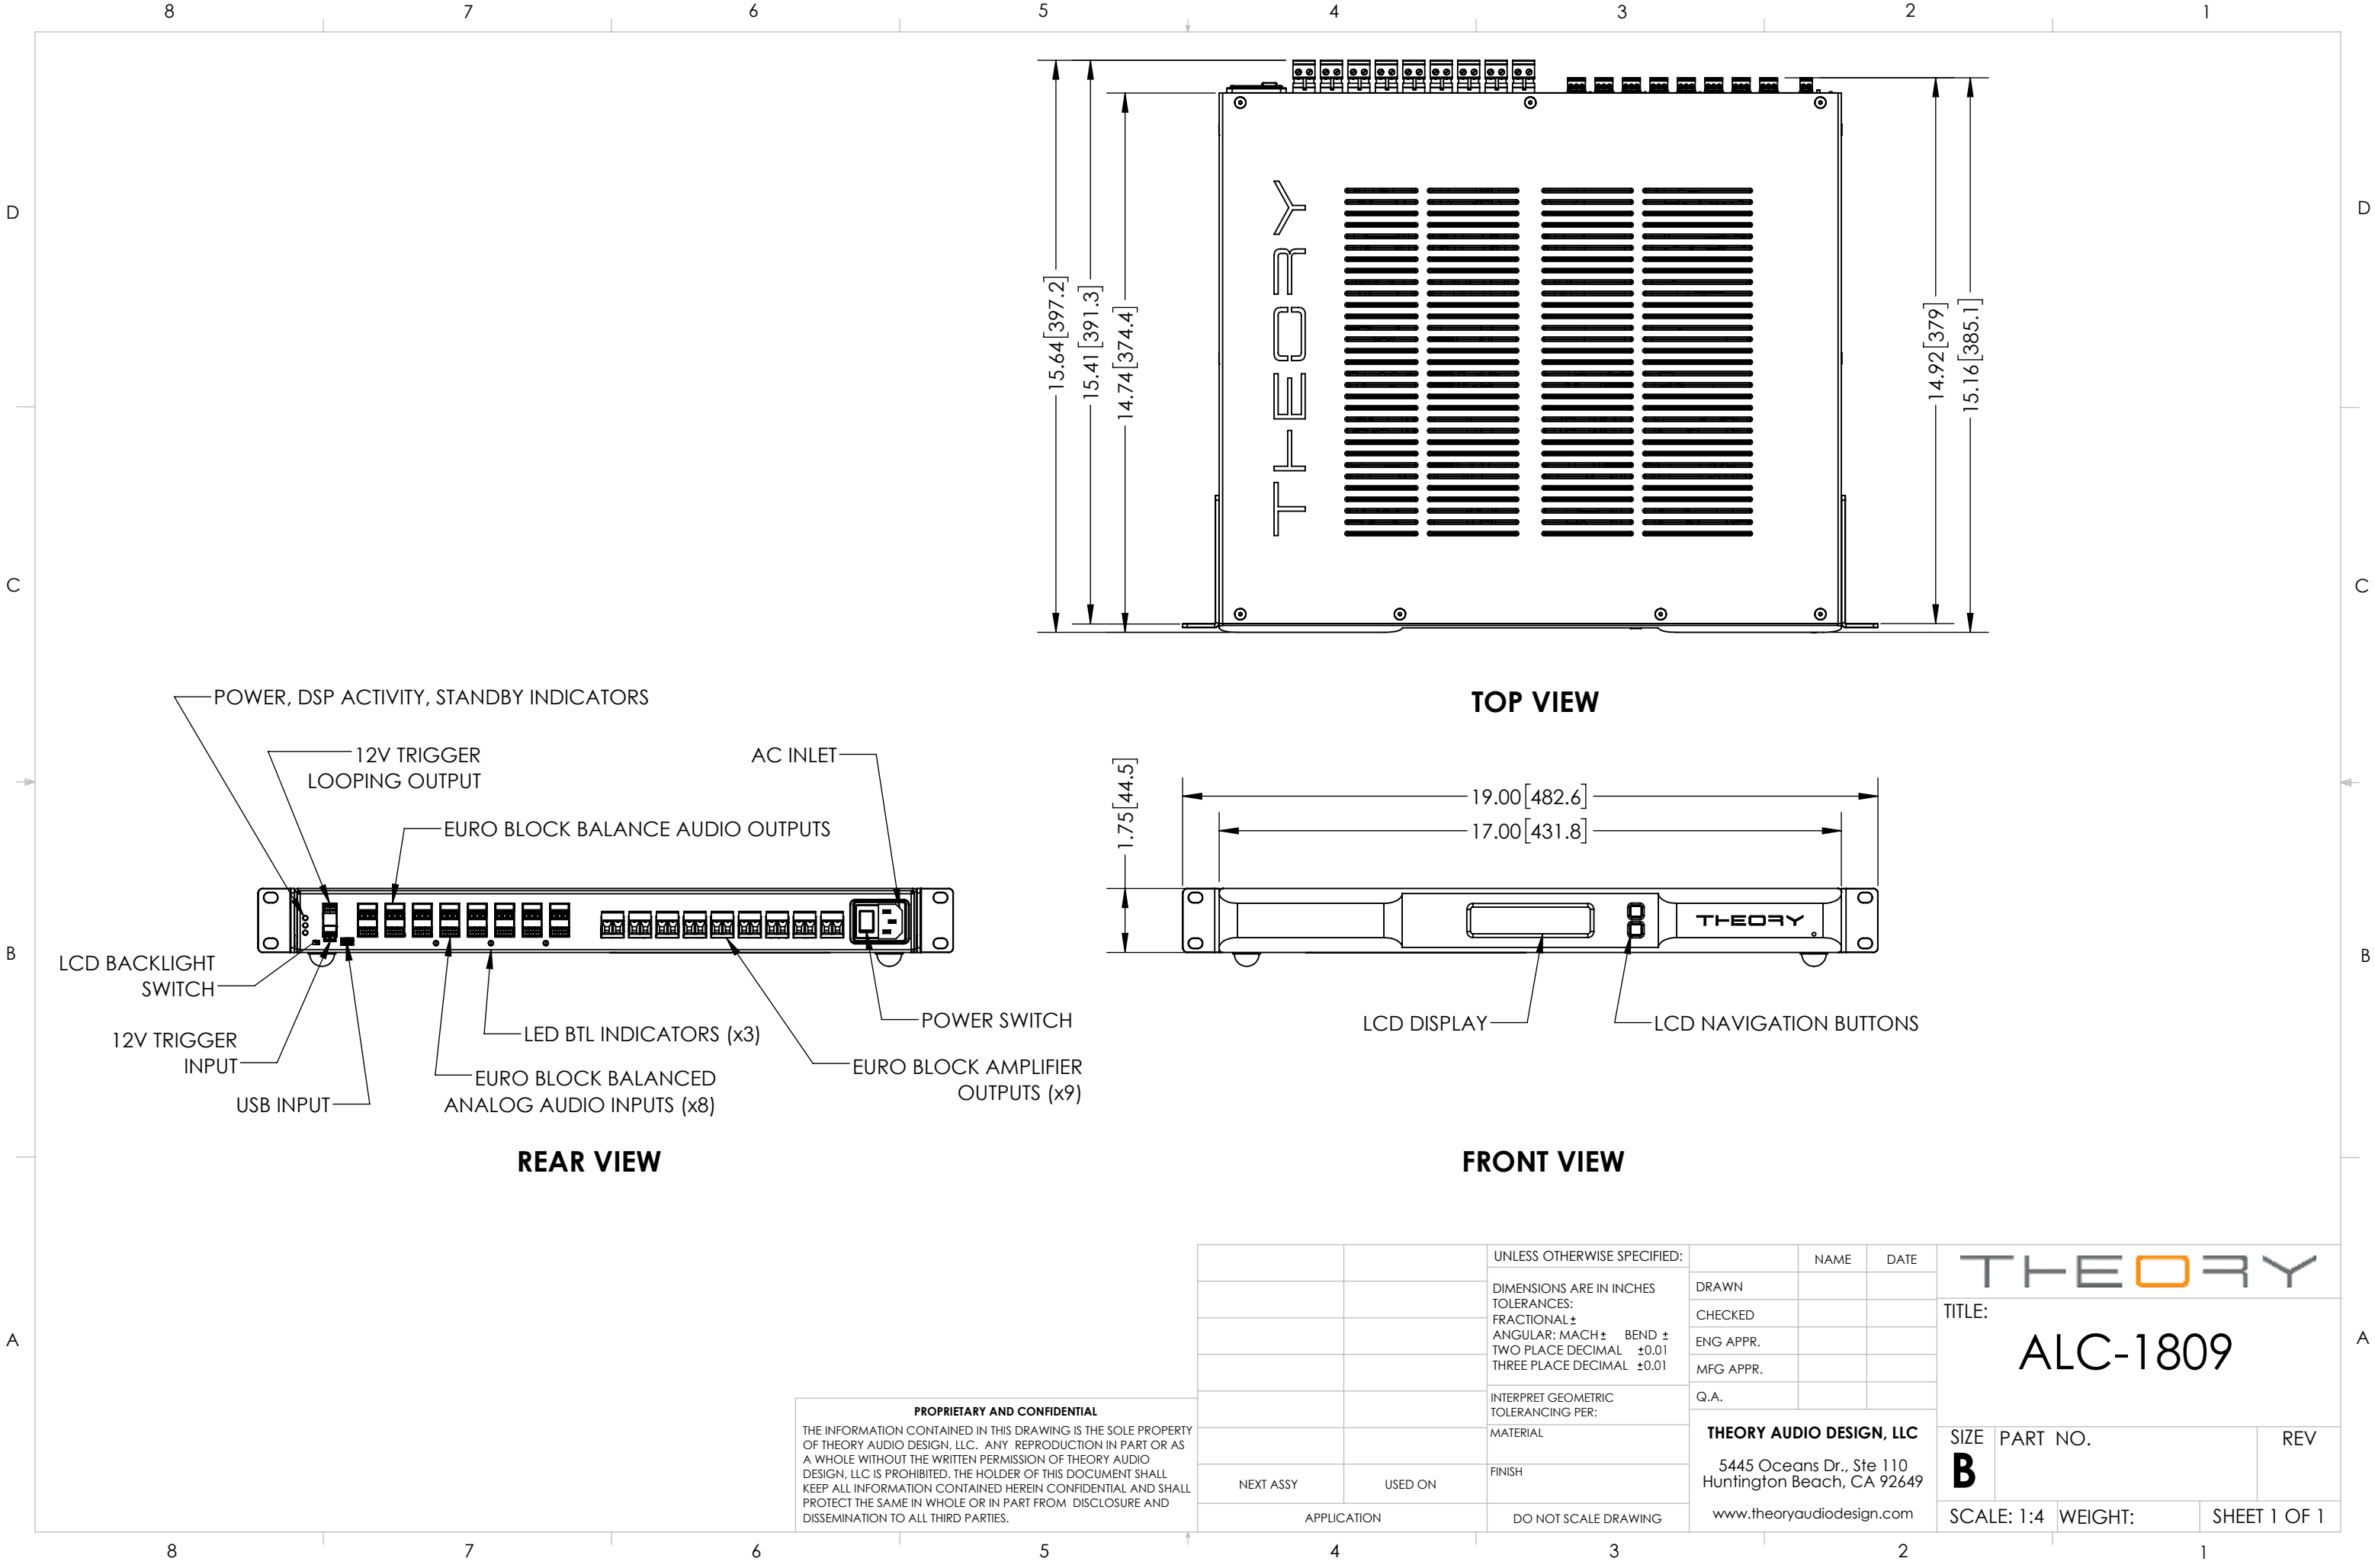 8 7 6 5 4 3 2 1
D
D
C
C
B
B
A
A
15.64[397.2]
15.41[391.3]
14.74[374.4]
14.92[379]
15.16[385.1]
THEORY
TOP VIEW
POWER, DSP ACTIVITY, STANDBY INDICATORS
12V TRIGGER
LOOPING OUTPUT
AC INLET
EURO BLOCK BALANCE AUDIO OUTPUTS
LCD BACKLIGHT
SWITCH
12V TRIGGER
INPUT
USB INPUT
LED BTL INDICATORS (x3)
EURO BLOCK BALANCED
ANALOG AUDIO INPUTS (x8)
POWER SWITCH
EURO BLOCK AMPLIFIER
OUTPUTS (x9)
REAR VIEW
1.75[44.5]
19.00[482.6]
17.00[431.8]
THEORY
LCD DISPLAY
LCD NAVIGATION BUTTONS
FRONT VIEW
PROPRIETARY AND CONFIDENTIAL
THE INFORMATION CONTAINED IN THIS DRAWING IS THE SOLE PROPERTY
OF THEORY AUDIO DESIGN, LLC. ANY REPRODUCTION IN PART OR AS
A WHOLE WITHOUT THE WRITTEN PERMISSION OF THEORY AUDIO
DESIGN, LLC IS PROHIBITED. THE HOLDER OF THIS DOCUMENT SHALL
KEEP ALL INFORMATION CONTAINED HEREIN CONFIDENTIAL AND SHALL
PROTECT THE SAME IN WHOLE OR IN PART FROM DISCLOSURE AND
DISSEMINATION TO ALL THIRD PARTIES.
NEXT ASSY
USED ON
APPLICATION
UNLESS OTHERWISE SPECIFIED:
DIMENSIONS ARE IN INCHES
TOLERANCES:
FRACTIONAL ±
ANGULAR: MACH ± BEND ±
TWO PLACE DECIMAL ±0.01
THREE PLACE DECIMAL ±0.01
INTERPRET GEOMETRIC
TOLERANCING PER:
MATERIAL
FINISH
DO NOT SCALE DRAWING
NAME DATE
DRAWN
CHECKED
ENG APPR.
MFG APPR.
Q.A.
THEORY AUDIO DESIGN, LLC
5445 Oceans Dr., Ste 110
Huntington Beach, CA 92649
www.theoryaudiodesign.com
THEORY
TITLE:
ALC-1809
SIZE
B
PART NO.
REV
SCALE: 1:4
WEIGHT:
SHEET 1 OF 1
8 7 6 5 4 3 2 1